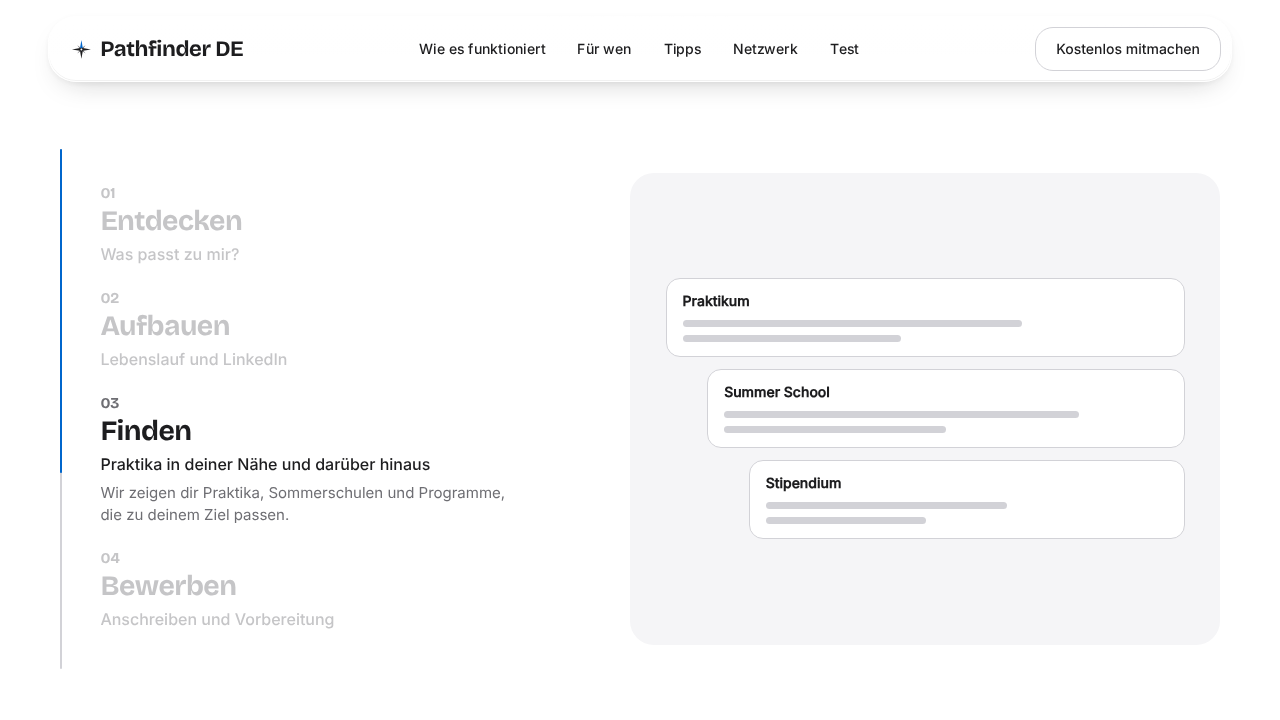 Pathfinder DE
Wie es funktioniert
Für wen
Tipps
Netzwerk
Test
Kostenlos mitmachen
01
Entdecken
Was passt zu mir?
02
Aufbauen
Lebenslauf und LinkedIn
03
Finden
Praktika in deiner Nähe und darüber hinaus
Wir zeigen dir Praktika, Sommerschulen und Programme,
die zu deinem Ziel passen.
04
Bewerben
Anschreiben und Vorbereitung
Praktikum
Summer School
Stipendium